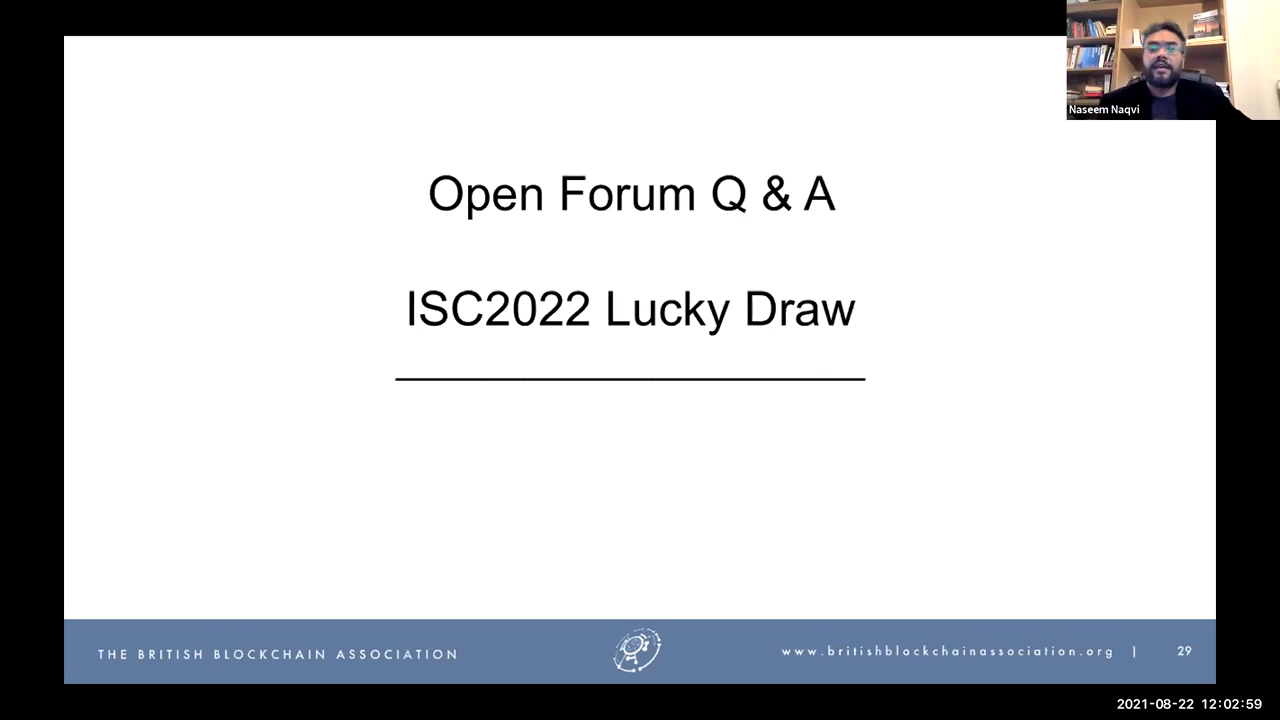 Naseem Naqvi
Open Forum Q & A
ISC2022 Lucky Draw
THE BRITISH BLOCKCHAIN ASSOCIATION
www.britishblockchainassociation.org | 29
2021-08-22 12:02:59